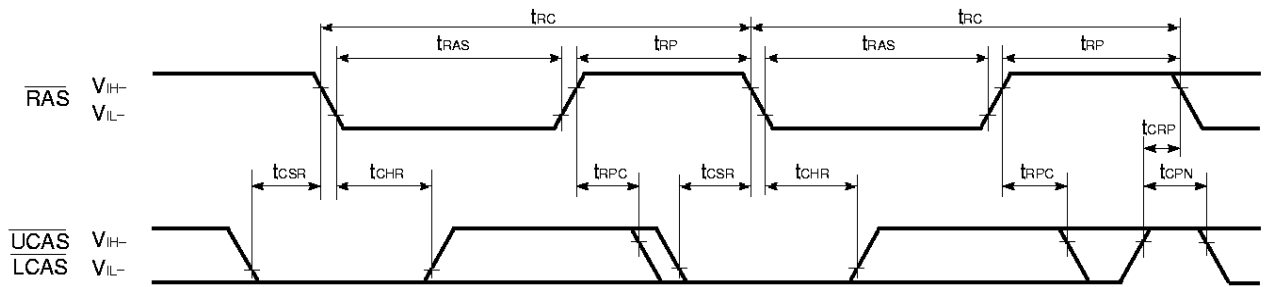 tRC tRC
tRAS tRP tRAS tRP
RAS VIH-
VIL-
tCRP
tCSR tCHR tRPC tCSR tCHR tRPC tCPN
UCAS VIH-
LCAS VIL-